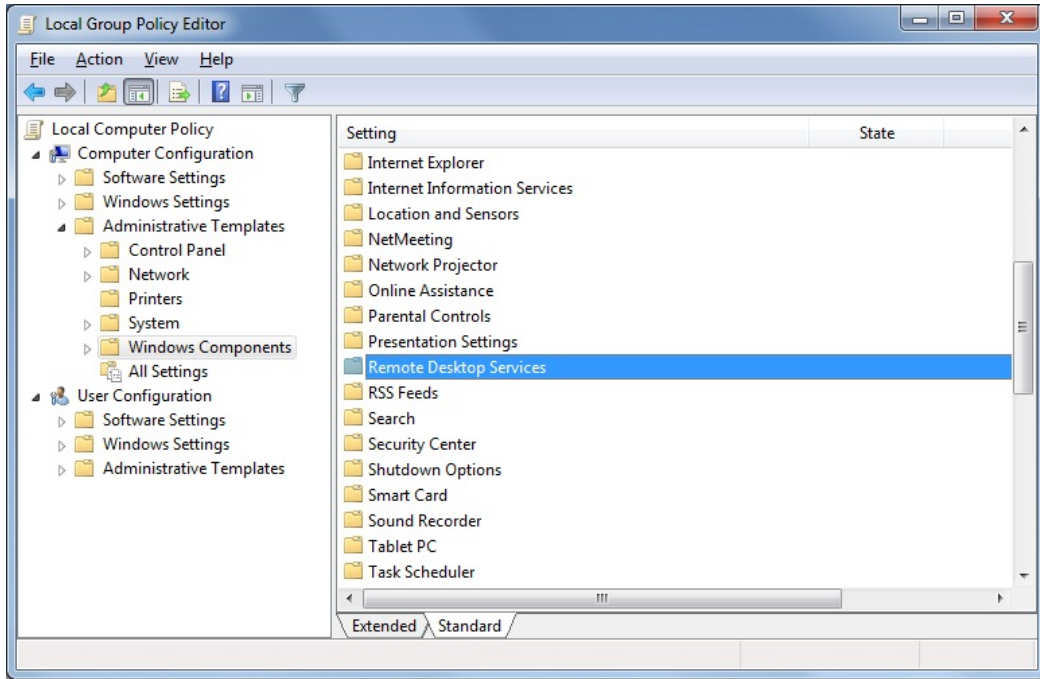 Local Group Policy Editor
File Action View Help
Local Computer Policy
Computer Configuration
Software Settings
Windows Settings
Administrative Templates
Control Panel
Network
Printers
System
Windows Components
All Settings
User Configuration
Software Settings
Windows Settings
Administrative Templates
Setting State
Internet Explorer
Internet Information Services
Location and Sensors
NetMeeting
Network Projector
Online Assistance
Parental Controls
Presentation Settings
Remote Desktop Services
RSS Feeds
Search
Security Center
Shutdown Options
Smart Card
Sound Recorder
Tablet PC
Task Scheduler
Extended Standard